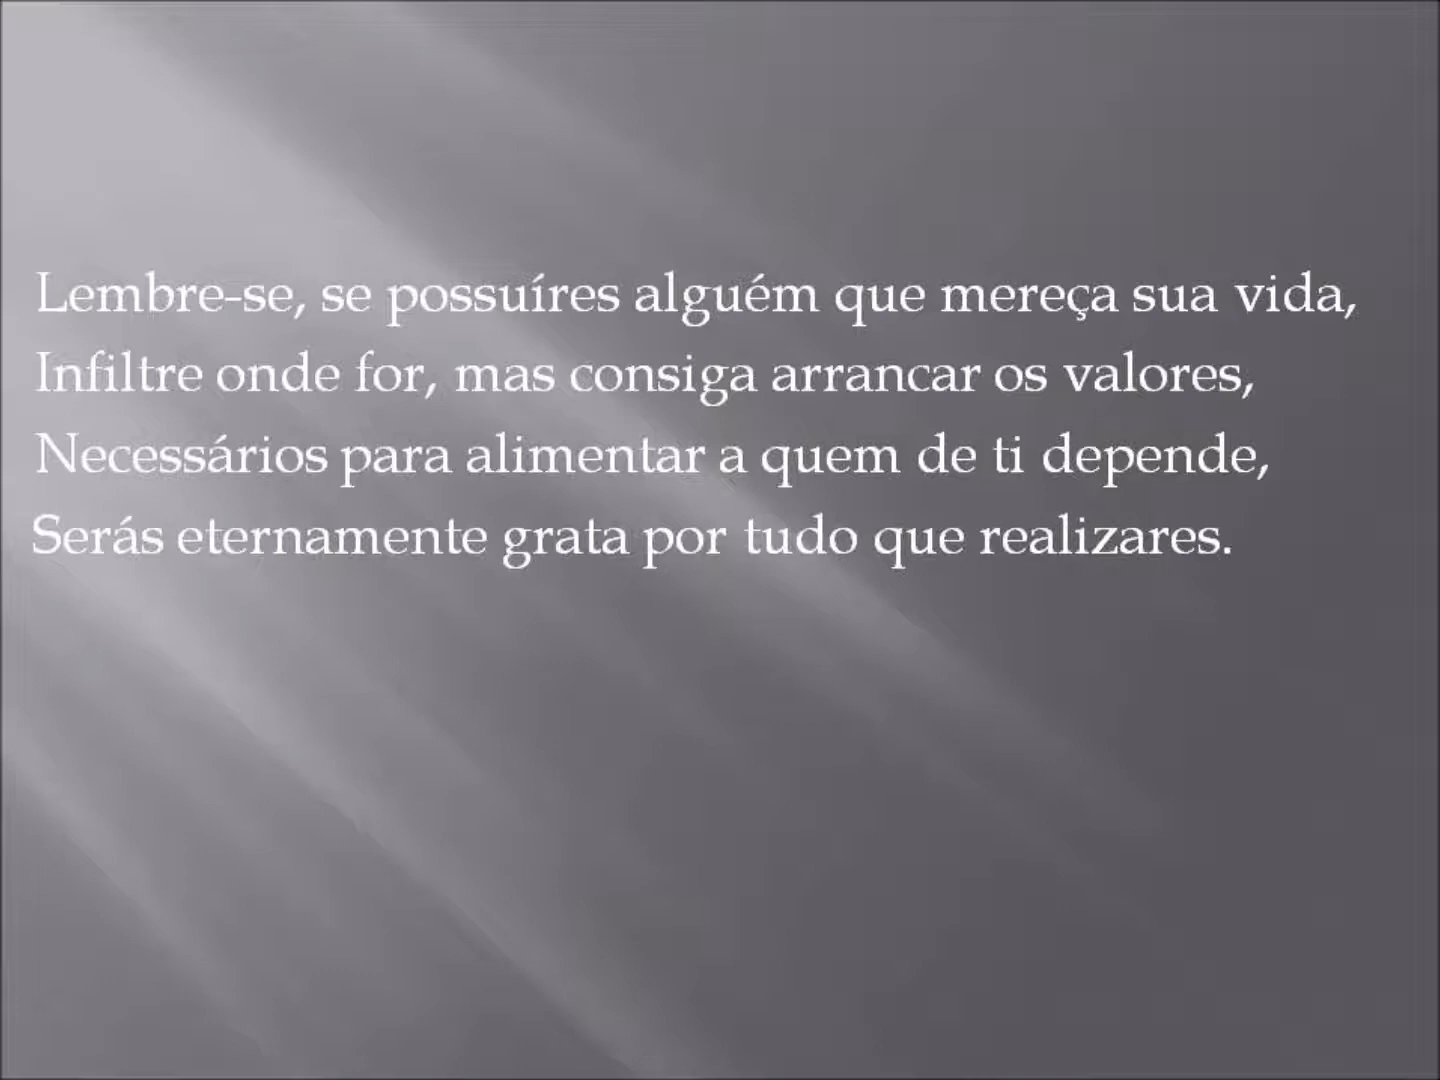 Lembre-se, se possuíres alguém que mereça sua vida,
Infiltre onde for, mas consiga arrancar os valores,
Necessários para alimentar a quem de ti depende,
Serás eternamente grata por tudo que realizares.